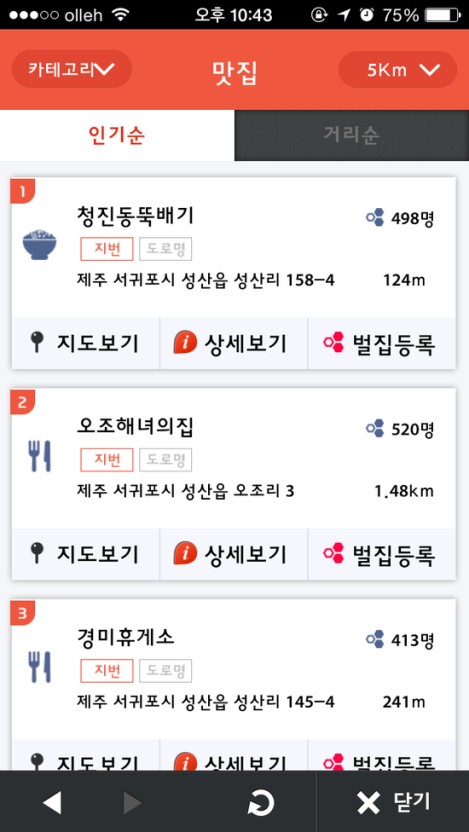 olleh 오후 10:43 75%
카테고리 맛집 5Km
인기순 거리순
1
청진동뚝배기 498명
지번 도로명
제주 서귀포시 성산읍 성산리 158-4 124m
지도보기 상세보기 벌집등록
2
오조해녀의집 520명
지번 도로명
제주 서귀포시 성산읍 오조리 3 1.48km
지도보기 상세보기 벌집등록
3
경미휴게소 413명
지번 도로명
제주 서귀포시 성산읍 성산리 145-4 241m
지도보기 상세보기 벌집등록
닫기